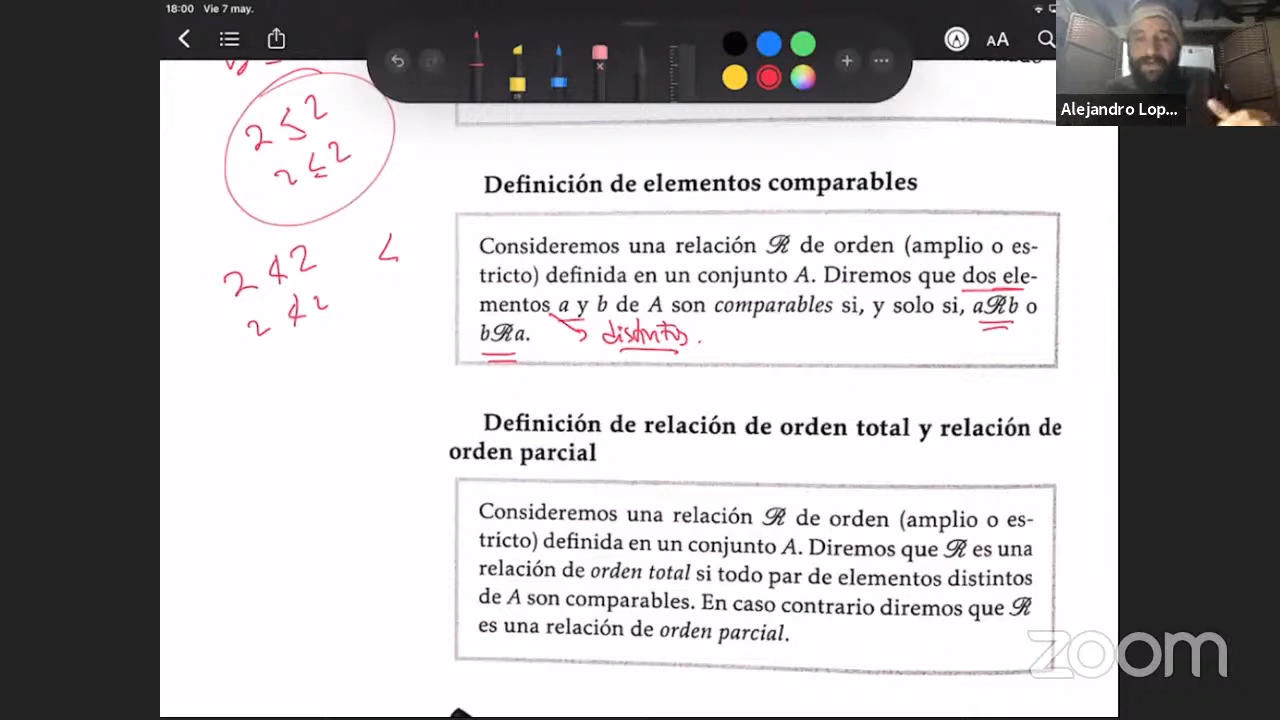 18:00 Vie 7 may.
AA
Alejandro Lop...
2 ≤ 2
2 ≤ 2
2 ≮ 2 <
2 ≮ 2
Definición de elementos comparables
Consideremos una relación ℛ de orden (amplio o es-
tricto) definida en un conjunto A. Diremos que dos ele-
mentos a y b de A son comparables si, y solo si, aℛb o
bℛa. distintos.
Definición de relación de orden total y relación de
orden parcial
Consideremos una relación ℛ de orden (amplio o es-
tricto) definida en un conjunto A. Diremos que ℛ es una
relación de orden total si todo par de elementos distintos
de A son comparables. En caso contrario diremos que ℛ
es una relación de orden parcial.
zoom